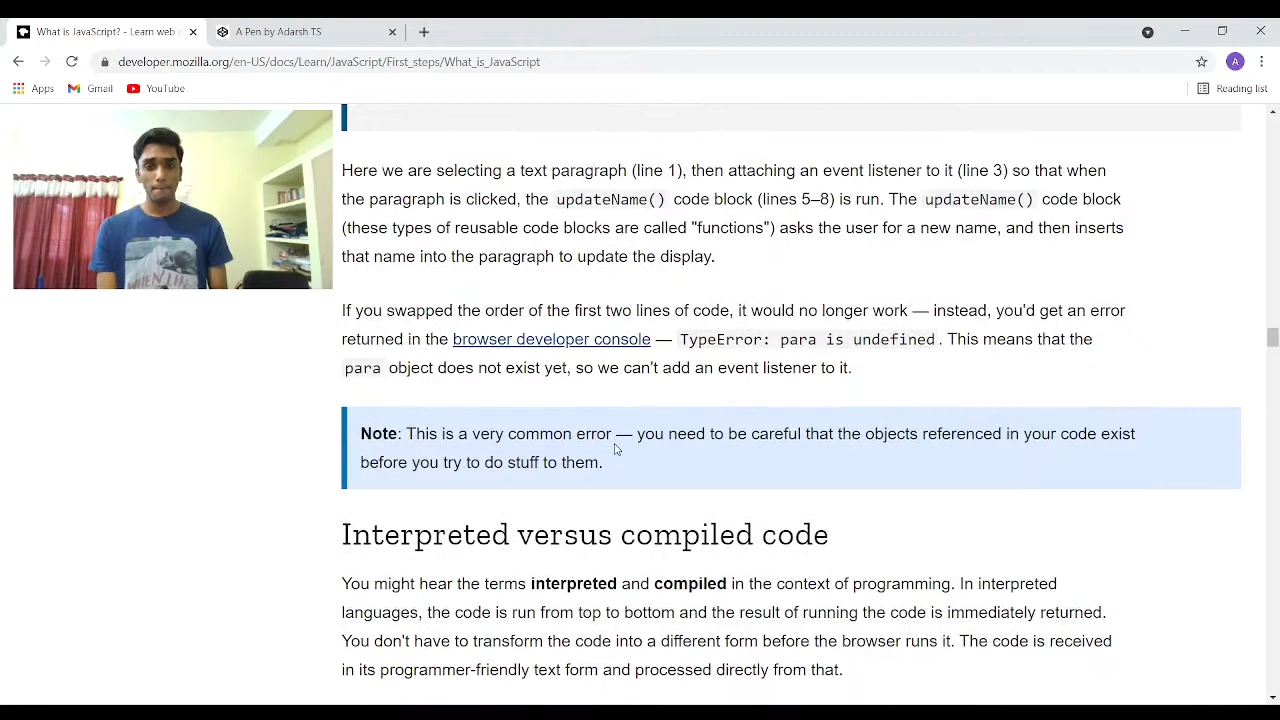 What is JavaScript? - Learn web d
A Pen by Adarsh TS
developer.mozilla.org/en-US/docs/Learn/JavaScript/First_steps/What_is_JavaScript
A
Apps
Gmail
YouTube
Reading list
Here we are selecting a text paragraph (line 1), then attaching an event listener to it (line 3) so that when
the paragraph is clicked, the updateName() code block (lines 5–8) is run. The updateName() code block
(these types of reusable code blocks are called "functions") asks the user for a new name, and then inserts
that name into the paragraph to update the display.
If you swapped the order of the first two lines of code, it would no longer work — instead, you'd get an error
returned in the browser developer console — TypeError: para is undefined. This means that the
para object does not exist yet, so we can't add an event listener to it.
Note: This is a very common error — you need to be careful that the objects referenced in your code exist
before you try to do stuff to them.
Interpreted versus compiled code
You might hear the terms interpreted and compiled in the context of programming. In interpreted
languages, the code is run from top to bottom and the result of running the code is immediately returned.
You don't have to transform the code into a different form before the browser runs it. The code is received
in its programmer-friendly text form and processed directly from that.